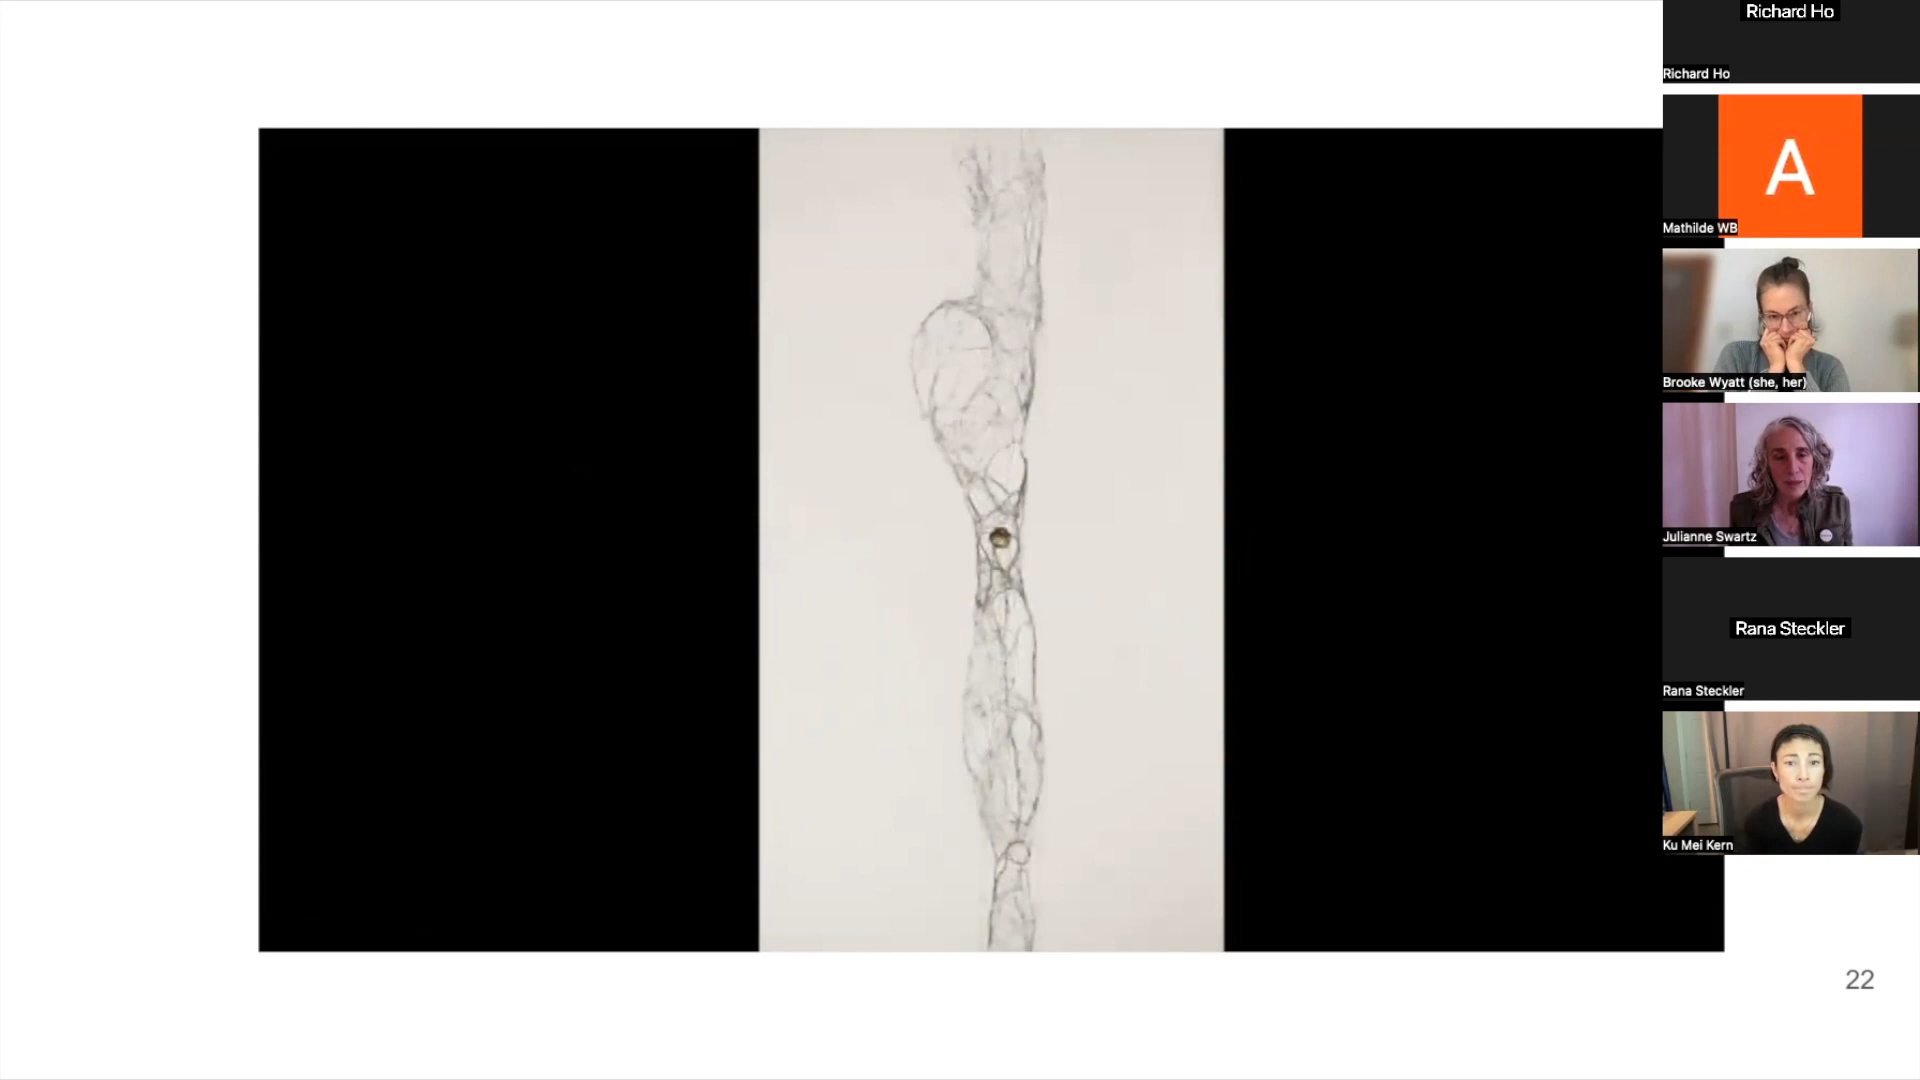 Richard Ho
Richard Ho
A
Mathilde WB
Brooke Wyatt (she, her)
Julianne Swartz
Rana Steckler
Rana Steckler
Ku Mei Kern
22